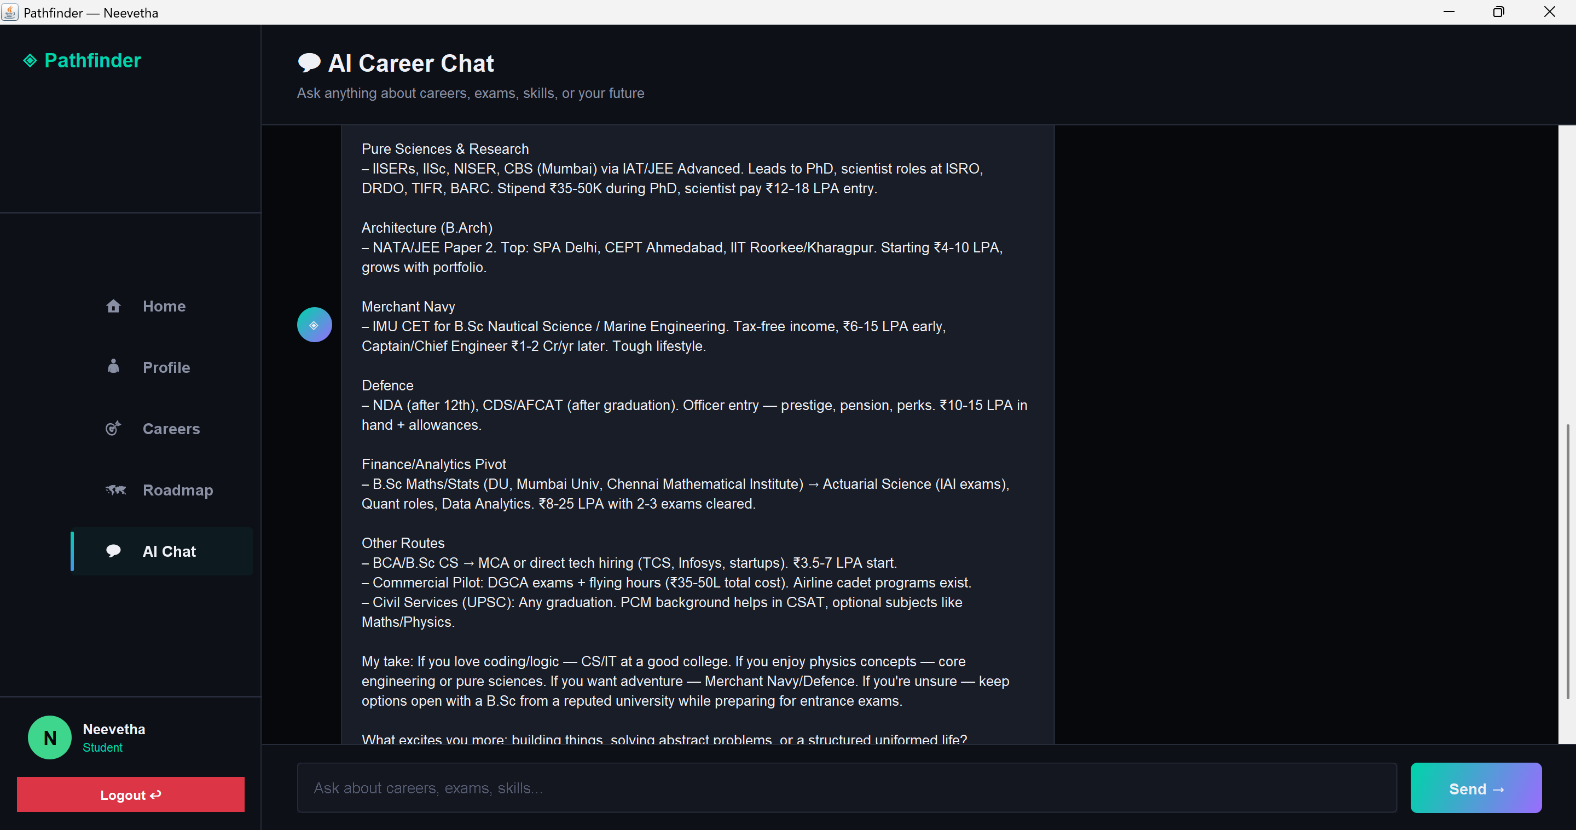 Pathfinder — Neevetha
◈ Pathfinder
AI Career Chat
Ask anything about careers, exams, skills, or your future
Home
Profile
Careers
Roadmap
AI Chat
N
Neevetha
Student
Logout ↩
Pure Sciences & Research
– IISERs, IISc, NISER, CBS (Mumbai) via IAT/JEE Advanced. Leads to PhD, scientist roles at ISRO,
DRDO, TIFR, BARC. Stipend ₹35-50K during PhD, scientist pay ₹12-18 LPA entry.
Architecture (B.Arch)
– NATA/JEE Paper 2. Top: SPA Delhi, CEPT Ahmedabad, IIT Roorkee/Kharagpur. Starting ₹4-10 LPA,
grows with portfolio.
Merchant Navy
– IMU CET for B.Sc Nautical Science / Marine Engineering. Tax-free income, ₹6-15 LPA early,
Captain/Chief Engineer ₹1-2 Cr/yr later. Tough lifestyle.
Defence
– NDA (after 12th), CDS/AFCAT (after graduation). Officer entry — prestige, pension, perks. ₹10-15 LPA in
hand + allowances.
Finance/Analytics Pivot
– B.Sc Maths/Stats (DU, Mumbai Univ, Chennai Mathematical Institute) → Actuarial Science (IAI exams),
Quant roles, Data Analytics. ₹8-25 LPA with 2-3 exams cleared.
Other Routes
– BCA/B.Sc CS → MCA or direct tech hiring (TCS, Infosys, startups). ₹3.5-7 LPA start.
– Commercial Pilot: DGCA exams + flying hours (₹35-50L total cost). Airline cadet programs exist.
– Civil Services (UPSC): Any graduation. PCM background helps in CSAT, optional subjects like
Maths/Physics.
My take: If you love coding/logic — CS/IT at a good college. If you enjoy physics concepts — core
engineering or pure sciences. If you want adventure — Merchant Navy/Defence. If you're unsure — keep
options open with a B.Sc from a reputed university while preparing for entrance exams.
What excites you more: building things, solving abstract problems, or a structured uniformed life?
Ask about careers, exams, skills...
Send →